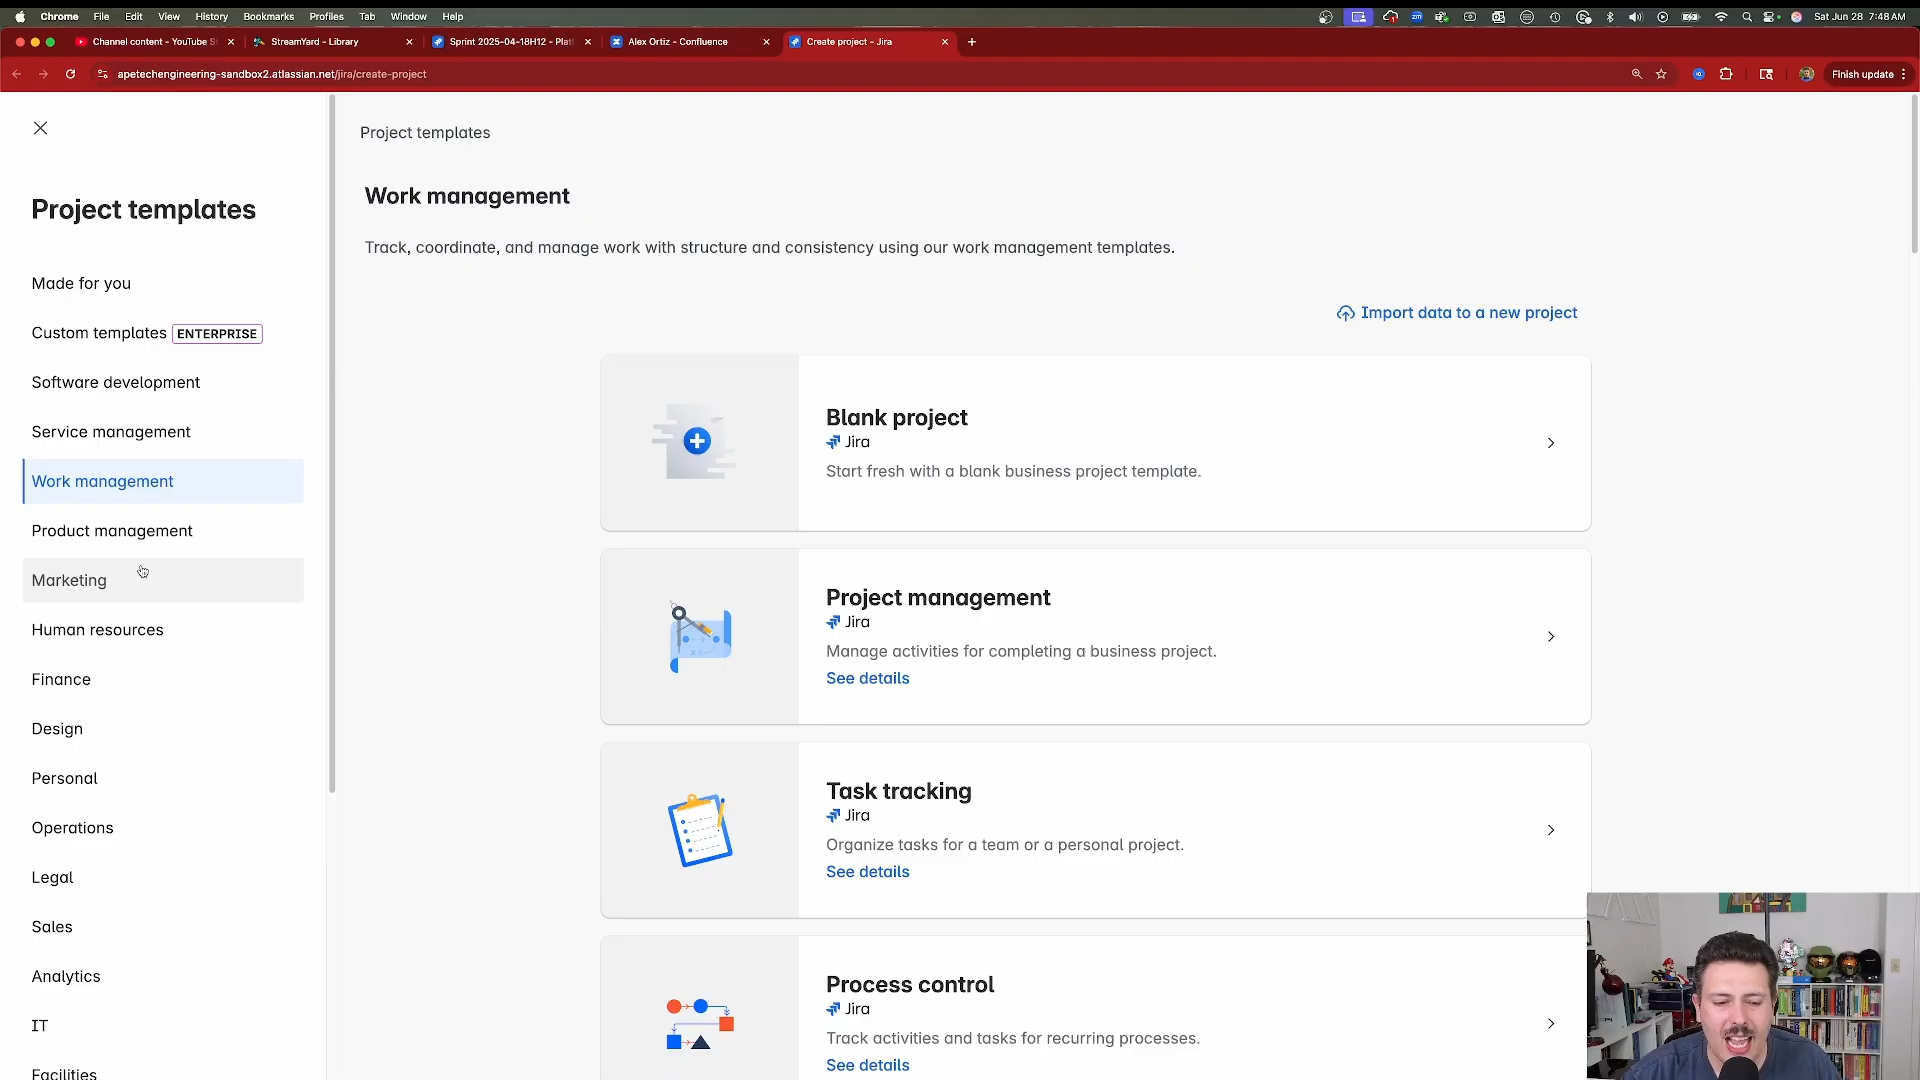 Chrome File Edit View History Bookmarks Profiles Tab Window Help
Sat Jun 28 7:48 AM
Channel content - YouTube S
StreamYard - Library
Sprint 2025-04-18H12 - Plat
Alex Ortiz - Confluence
Create project - Jira
apetechengineering-sandbox2.atlassian.net/jira/create-project
Finish update
Project templates
Made for you
Custom templates ENTERPRISE
Software development
Service management
Work management
Product management
Marketing
Human resources
Finance
Design
Personal
Operations
Legal
Sales
Analytics
IT
Facilities
Project templates
Work management
Track, coordinate, and manage work with structure and consistency using our work management templates.
Import data to a new project
Blank project
Jira
Start fresh with a blank business project template.
Project management
Jira
Manage activities for completing a business project.
See details
Task tracking
Jira
Organize tasks for a team or a personal project.
See details
Process control
Jira
Track activities and tasks for recurring processes.
See details